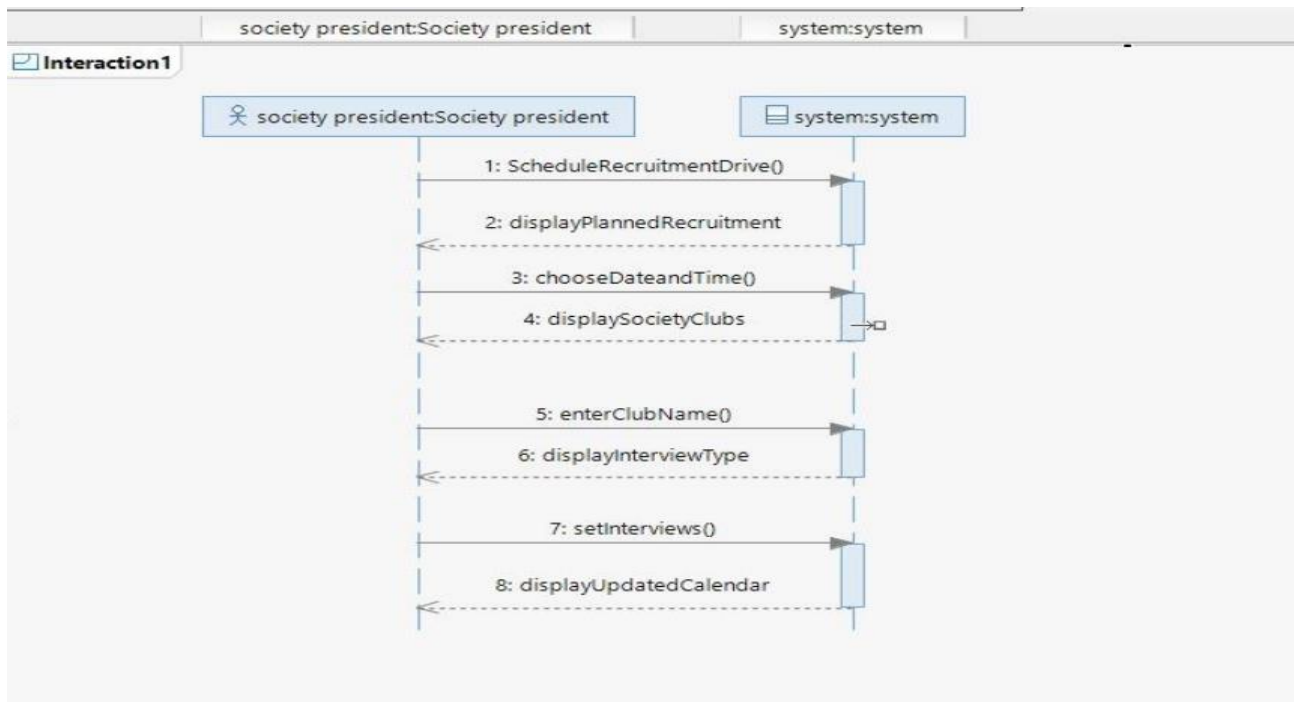 society president:Society president system:system
Interaction1
society president:Society president system:system
1: ScheduleRecruitmentDrive()
2: displayPlannedRecruitment
3: chooseDateandTime()
4: displaySocietyClubs
5: enterClubName()
6: displayInterviewType
7: setInterviews()
8: displayUpdatedCalendar